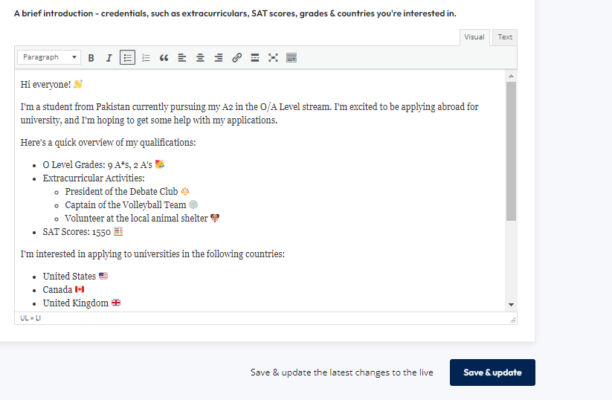 A brief introduction - credentials, such as extracurriculars, SAT scores, grades & countries you're interested in.
Visual Text
Paragraph B I
Hi everyone! 👋
I'm a student from Pakistan currently pursuing my A2 in the O/A Level stream. I'm excited to be applying abroad for
university, and I'm hoping to get some help with my applications.
Here's a quick overview of my qualifications:
• O Level Grades: 9 A*s, 2 A's
• Extracurricular Activities:
○ President of the Debate Club
○ Captain of the Volleyball Team 🏐
○ Volunteer at the local animal shelter 🐶
• SAT Scores: 1550
I'm interested in applying to universities in the following countries:
• United States 🇺🇸
• Canada 🇨🇦
• United Kingdom 🇬🇧
UL » LI
Save & update the latest changes to the live
Save & update